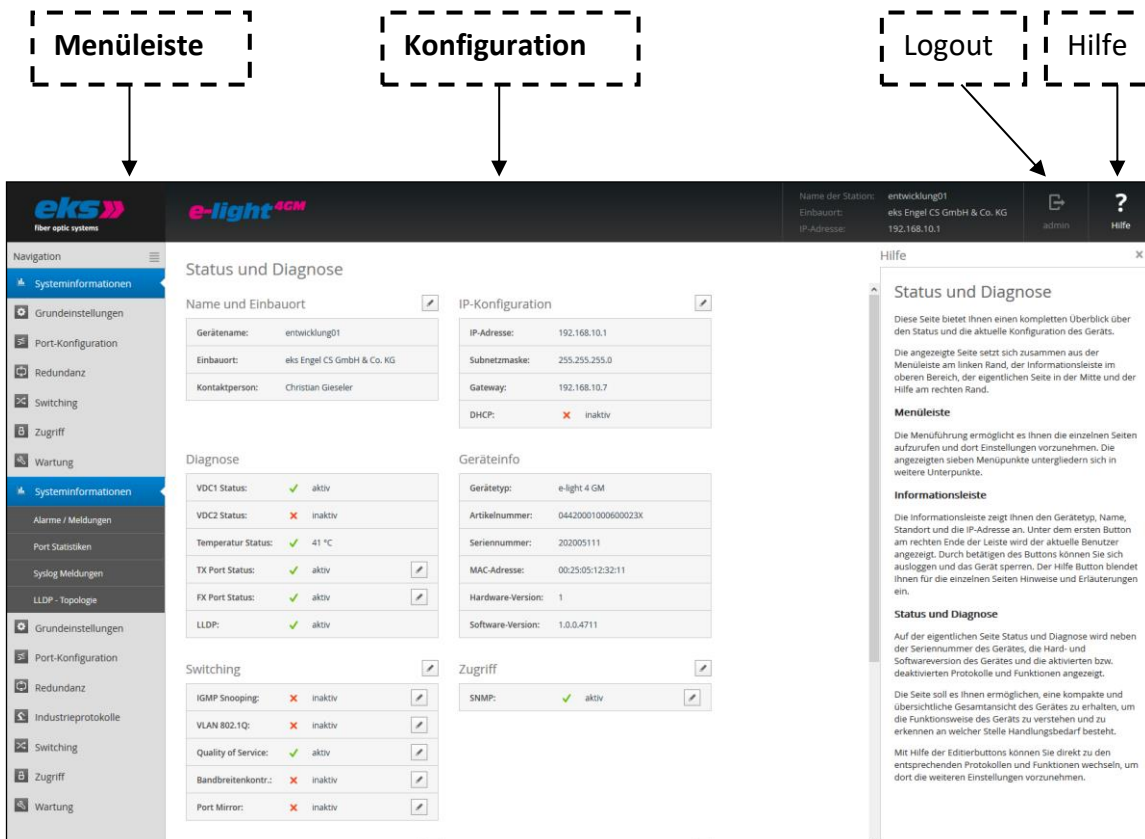 Menüleiste
Konfiguration
Logout
Hilfe
eks
fiber optic systems
e-light 4GM
Name der Station: entwicklung01
Einbauort: eks Engel CS GmbH & Co. KG
IP-Adresse: 192.168.10.1
admin
?
Hilfe
Navigation
Systeminformationen
Grundeinstellungen
Port-Konfiguration
Redundanz
Switching
Zugriff
Wartung
Systeminformationen
Alarme / Meldungen
Port Statistiken
Syslog Meldungen
LLDP - Topologie
Grundeinstellungen
Port-Konfiguration
Redundanz
Industrieprotokolle
Switching
Zugriff
Wartung
Status und Diagnose
Name und Einbauort
Gerätename: entwicklung01
Einbauort: eks Engel CS GmbH & Co. KG
Kontaktperson: Christian Gieseler
IP-Konfiguration
IP-Adresse: 192.168.10.1
Subnetzmaske: 255.255.255.0
Gateway: 192.168.10.7
DHCP: inaktiv
Diagnose
VDC1 Status: aktiv
VDC2 Status: inaktiv
Temperatur Status: 41 °C
TX Port Status: aktiv
FX Port Status: aktiv
LLDP: aktiv
Geräteinfo
Gerätetyp: e-light 4 GM
Artikelnummer: 04420001000600023X
Seriennummer: 202005111
MAC-Adresse: 00:25:05:12:32:11
Hardware-Version: 1
Software-Version: 1.0.0.4711
Switching
IGMP Snooping: inaktiv
VLAN 802.1Q: inaktiv
Quality of Service: aktiv
Bandbreitenkontr.: inaktiv
Port Mirror: inaktiv
Zugriff
SNMP: aktiv
Hilfe
Status und Diagnose
Diese Seite bietet Ihnen einen kompletten Überblick über
den Status und die aktuelle Konfiguration des Geräts.
Die angezeigte Seite setzt sich zusammen aus der
Menüleiste am linken Rand, der Informationsleiste im
oberen Bereich, der eigentlichen Seite in der Mitte und der
Hilfe am rechten Rand.
Menüleiste
Die Menüführung ermöglicht es Ihnen die einzelnen Seiten
aufzurufen und dort Einstellungen vorzunehmen. Die
angezeigten sieben Menüpunkte untergliedern sich in
weitere Unterpunkte.
Informationsleiste
Die Informationsleiste zeigt Ihnen den Gerätetyp, Name,
Standort und die IP-Adresse an. Unter dem ersten Button
am rechten Ende der Leiste wird der aktuelle Benutzer
angezeigt. Durch betätigen des Buttons können Sie sich
ausloggen und das Gerät sperren. Der Hilfe Button blendet
Ihnen für die einzelnen Seiten Hinweise und Erläuterungen
ein.
Status und Diagnose
Auf der eigentlichen Seite Status und Diagnose wird neben
der Seriennummer des Gerätes, die Hard- und
Softwareversion des Gerätes und die aktivierten bzw.
deaktivierten Protokolle und Funktionen angezeigt.
Die Seite soll es Ihnen ermöglichen, eine kompakte und
übersichtliche Gesamtansicht des Gerätes zu erhalten, um
die Funktionsweise des Geräts zu verstehen und zu
erkennen an welcher Stelle Handlungsbedarf besteht.
Mit Hilfe der Editierbuttons können Sie direkt zu den
entsprechenden Protokollen und Funktionen wechseln, um
dort die weiteren Einstellungen vorzunehmen.